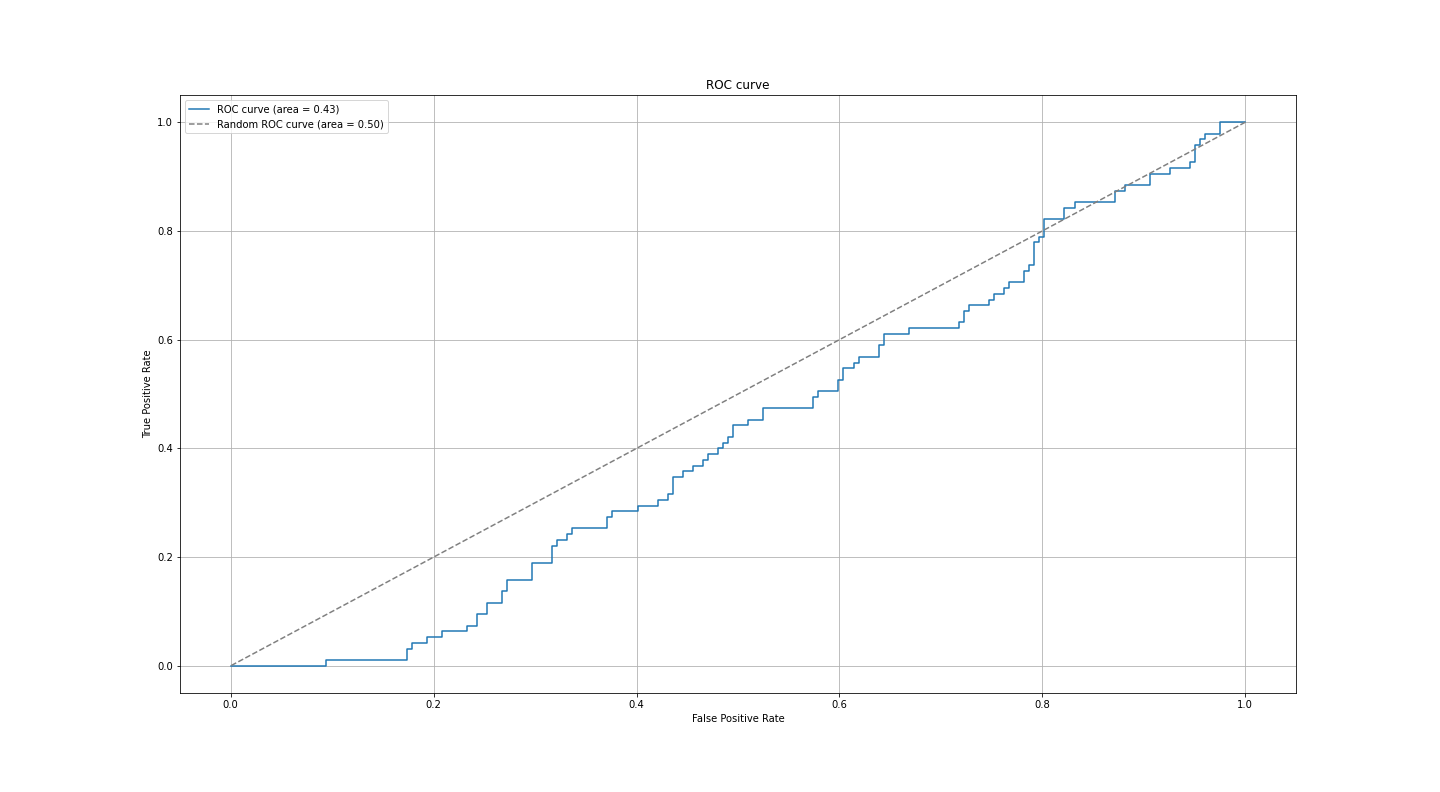 ROC curve
ROC curve (area = 0.43)
Random ROC curve (area = 0.50)
True Positive Rate
1.0
0.8
0.6
0.4
0.2
0.0
0.0 0.2 0.4 0.6 0.8 1.0
False Positive Rate